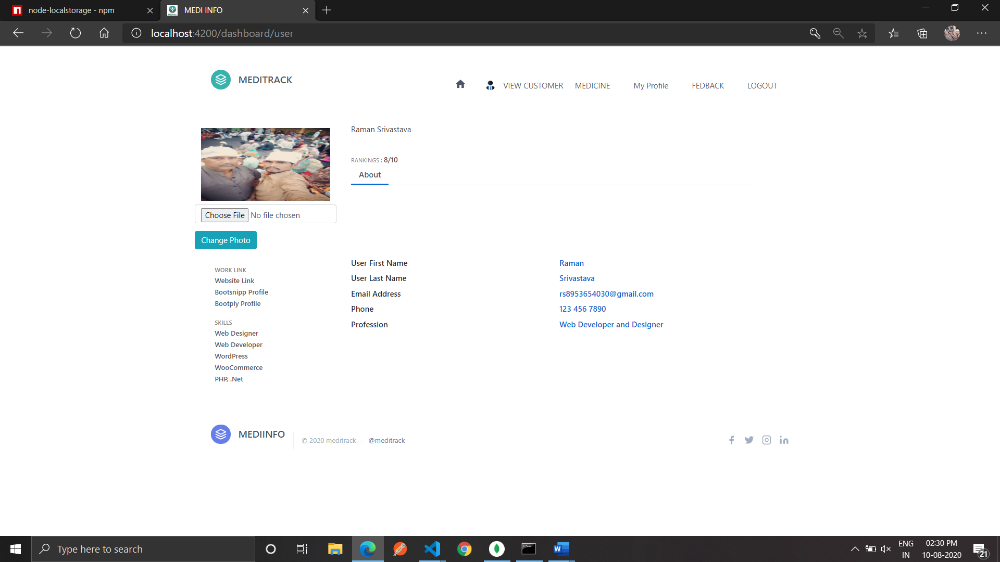 node-localstorage - npm
MEDI INFO
localhost:4200/dashboard/user
MEDITRACK
VIEW CUSTOMER
MEDICINE
My Profile
FEDBACK
LOGOUT
Raman Srivastava
RANKINGS : 8/10
About
Choose File No file chosen
Change Photo
WORK LINK
Website Link
Bootsnipp Profile
Bootply Profile
SKILLS
Web Designer
Web Developer
WordPress
WooCommerce
PHP, .Net
User First Name Raman
User Last Name Srivastava
Email Address rs8953654030@gmail.com
Phone 123 456 7890
Profession Web Developer and Designer
MEDIINFO
© 2020 meditrack — @meditrack
Type here to search
ENG
IN
02:30 PM
10-08-2020
21